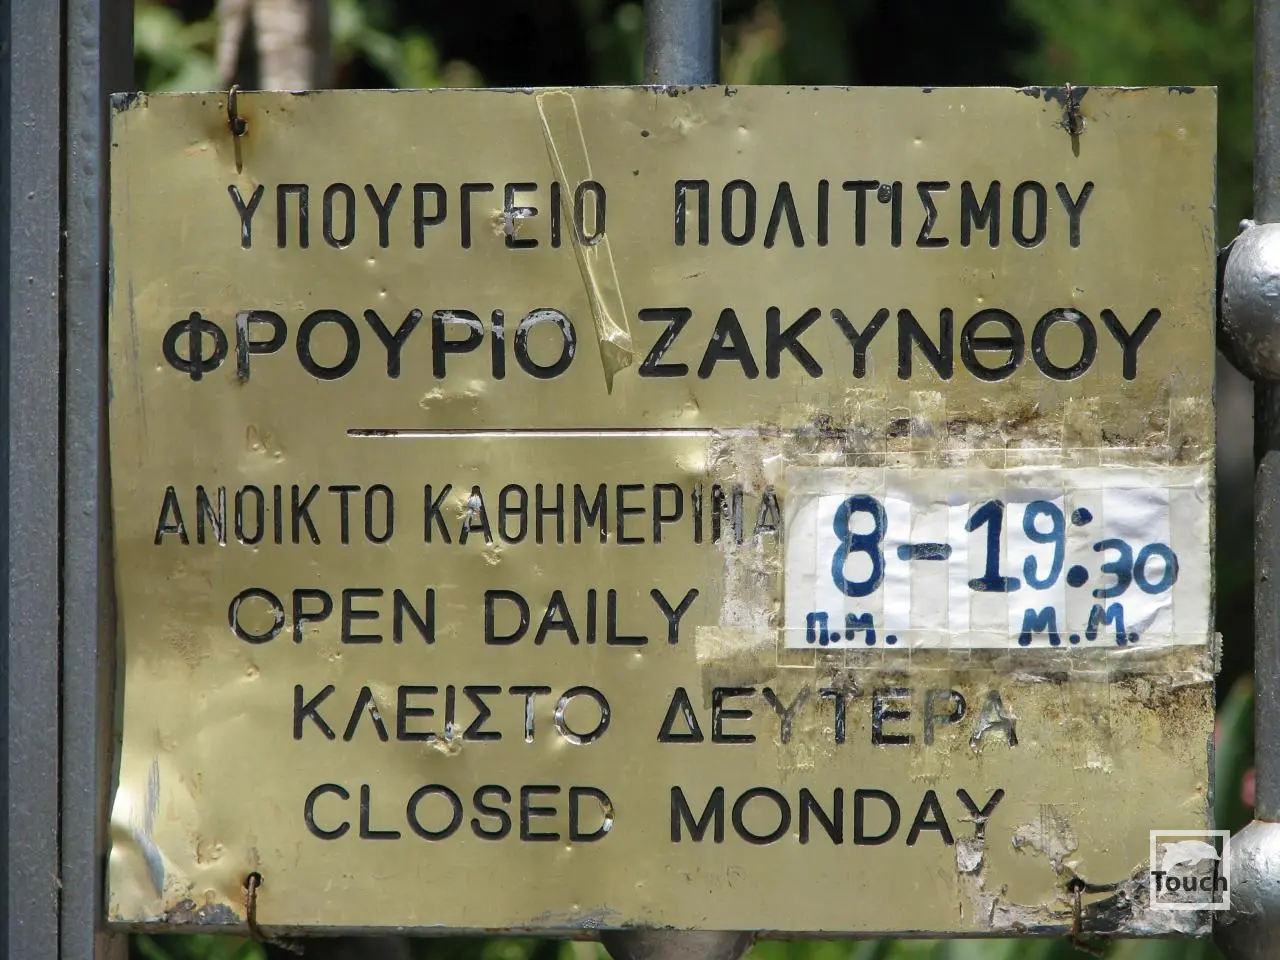 ΥΠΟΥΡΓΕΙΟ ΠΟΛΙΤΙΣΜΟΥ
ΦΡΟΥΡΙΟ ΖΑΚΥΝΘΟΥ
ΑΝΟΙΚΤΟ ΚΑΘΗΜΕΡΙΝΑ 8-19:30
π.μ. μ.μ.
OPEN DAILY
ΚΛΕΙΣΤΟ ΔΕΥΤΕΡΑ
CLOSED MONDAY
Touch